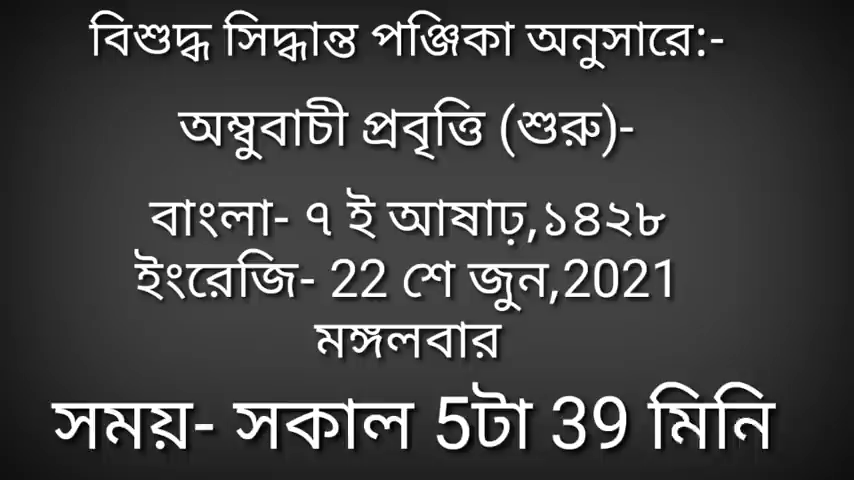 বিশুদ্ধ সিদ্ধান্ত পঞ্জিকা অনুসারে:-
অম্বুবাচী প্রবৃত্তি (শুরু)-
বাংলা- ৭ ই আষাঢ়,১৪২৮
ইংরেজি- 22 শে জুন,2021
মঙ্গলবার
সময়- সকাল 5টা 39 মিনি